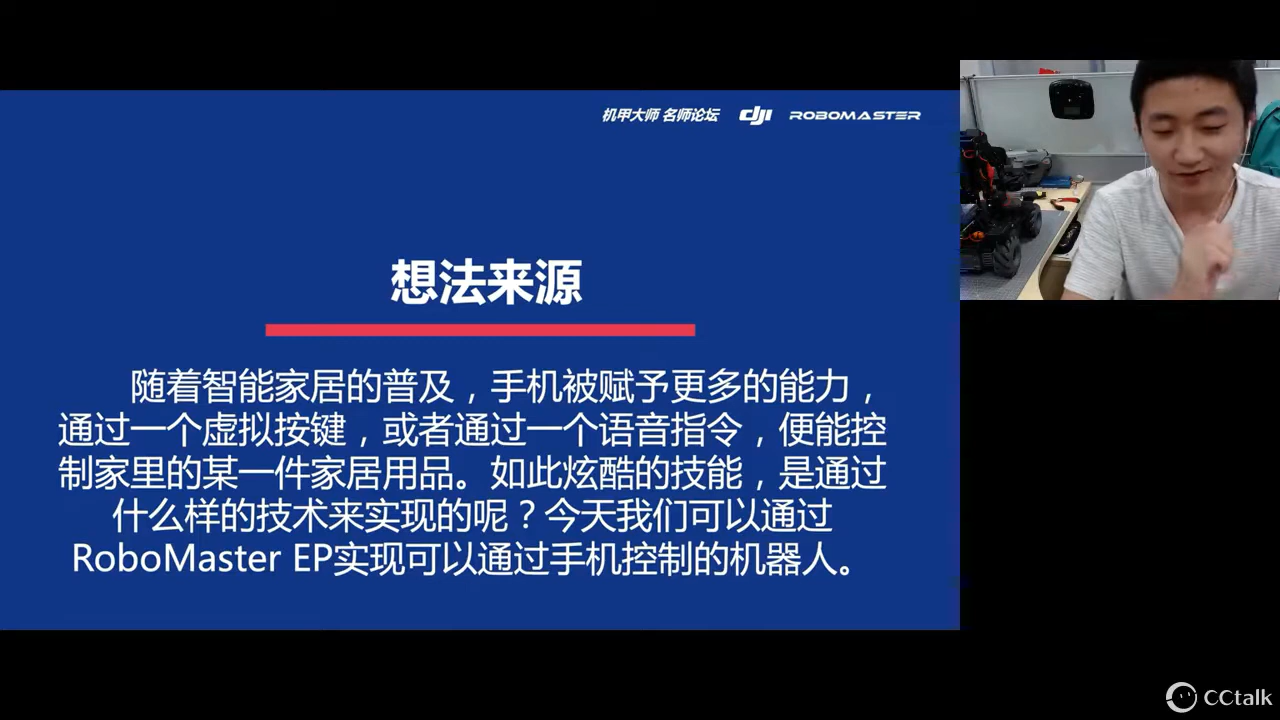 机甲大师 名师论坛 dji ROBOMASTER
想法来源
随着智能家居的普及，手机被赋予更多的能力，
通过一个虚拟按键，或者通过一个语音指令，便能控
制家里的某一件家居用品。如此炫酷的技能，是通过
什么样的技术来实现的呢？今天我们可以通过
RoboMaster EP实现可以通过手机控制的机器人。
CCtalk